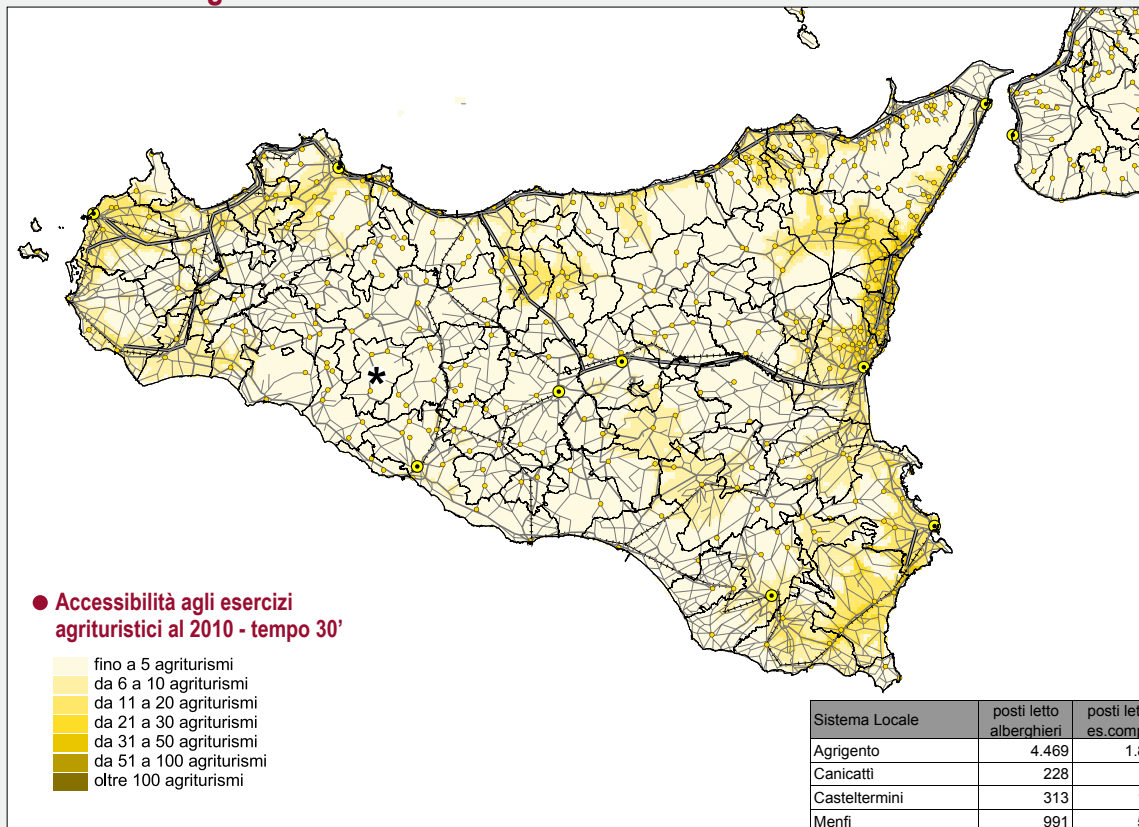 ● Accessibilità agli esercizi
agrituristici al 2010 - tempo 30’
fino a 5 agriturismi
da 6 a 10 agriturismi
da 11 a 20 agriturismi
da 21 a 30 agriturismi
da 31 a 50 agriturismi
da 51 a 100 agriturismi
oltre 100 agriturismi
*
Sistema Locale posti letto alberghieri
Agrigento 4.469
Canicattì 228
Casteltermini 313
Menfi 991